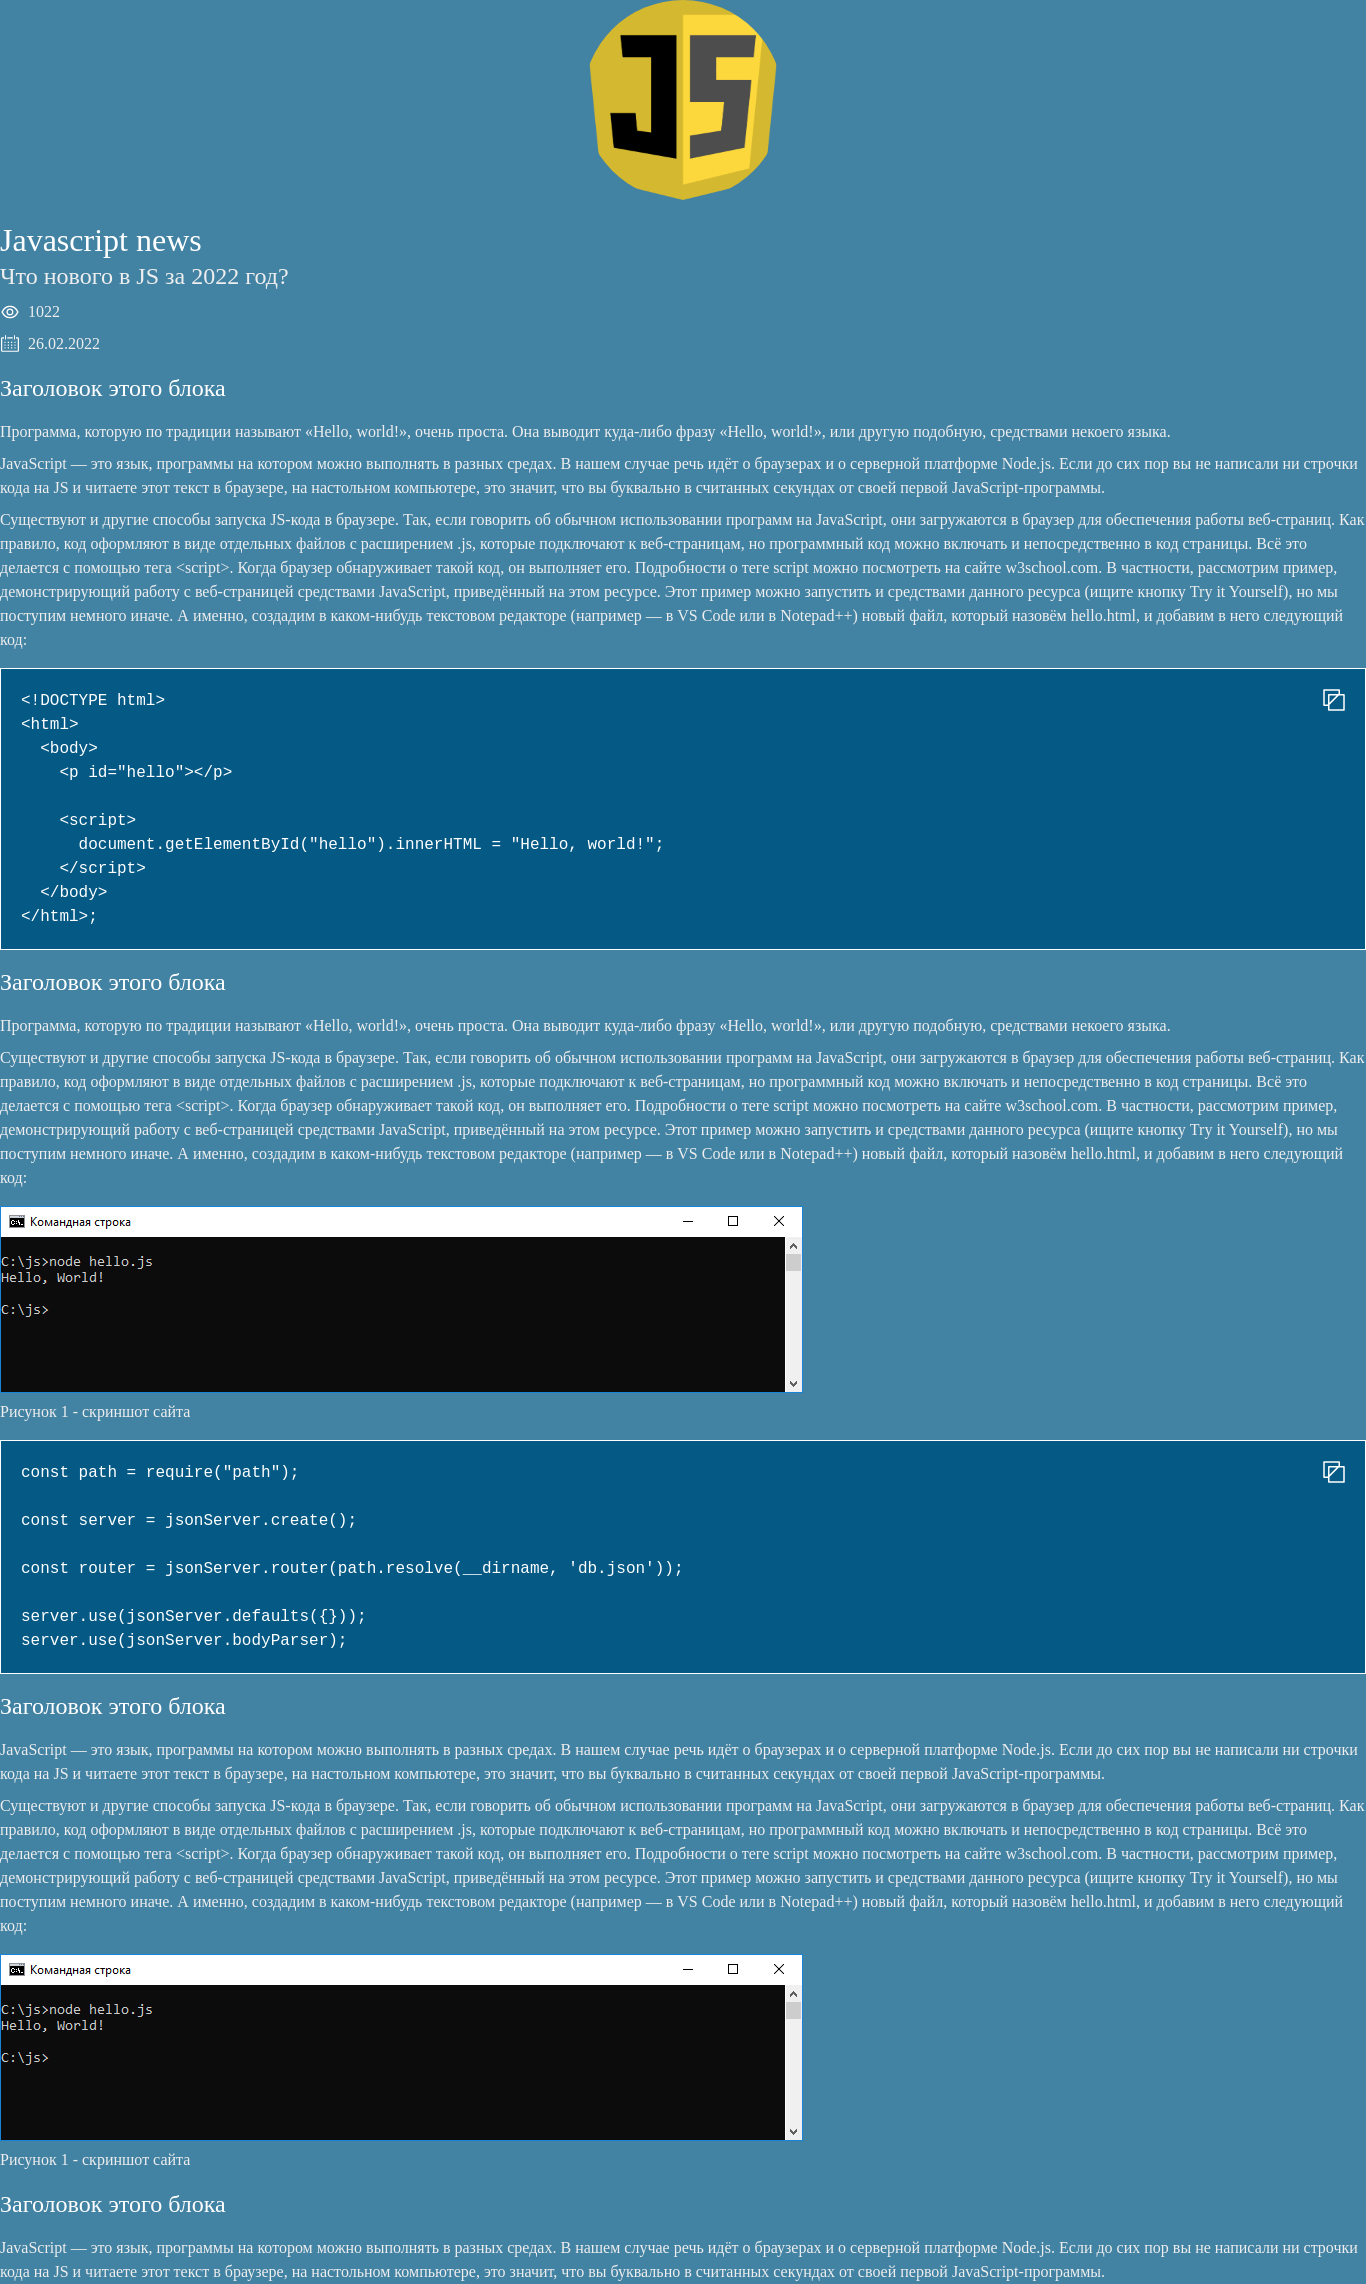 JS
Javascript news
Что нового в JS за 2022 год?
1022
26.02.2022
Заголовок этого блока
Программа, которую по традиции называют «Hello, world!», очень проста. Она выводит куда-либо фразу «Hello, world!», или другую подобную, средствами некоего языка.
JavaScript — это язык, программы на котором можно выполнять в разных средах. В нашем случае речь идёт о браузерах и о серверной платформе Node.js. Если до сих пор вы не написали ни строчки
кода на JS и читаете этот текст в браузере, на настольном компьютере, это значит, что вы буквально в считанных секундах от своей первой JavaScript-программы.
Существуют и другие способы запуска JS-кода в браузере. Так, если говорить об обычном использовании программ на JavaScript, они загружаются в браузер для обеспечения работы веб-страниц. Как
правило, код оформляют в виде отдельных файлов с расширением .js, которые подключают к веб-страницам, но программный код можно включать и непосредственно в код страницы. Всё это
делается с помощью тега <script>. Когда браузер обнаруживает такой код, он выполняет его. Подробности о теге script можно посмотреть на сайте w3school.com. В частности, рассмотрим пример,
демонстрирующий работу с веб-страницей средствами JavaScript, приведённый на этом ресурсе. Этот пример можно запустить и средствами данного ресурса (ищите кнопку Try it Yourself), но мы
поступим немного иначе. А именно, создадим в каком-нибудь текстовом редакторе (например — в VS Code или в Notepad++) новый файл, который назовём hello.html, и добавим в него следующий
код:
<!DOCTYPE html>
<html>
  <body>
    <p id="hello"></p>

    <script>
      document.getElementById("hello").innerHTML = "Hello, world!";
    </script>
  </body>
</html>;
Заголовок этого блока
Программа, которую по традиции называют «Hello, world!», очень проста. Она выводит куда-либо фразу «Hello, world!», или другую подобную, средствами некоего языка.
Существуют и другие способы запуска JS-кода в браузере. Так, если говорить об обычном использовании программ на JavaScript, они загружаются в браузер для обеспечения работы веб-страниц. Как
правило, код оформляют в виде отдельных файлов с расширением .js, которые подключают к веб-страницам, но программный код можно включать и непосредственно в код страницы. Всё это
делается с помощью тега <script>. Когда браузер обнаруживает такой код, он выполняет его. Подробности о теге script можно посмотреть на сайте w3school.com. В частности, рассмотрим пример,
демонстрирующий работу с веб-страницей средствами JavaScript, приведённый на этом ресурсе. Этот пример можно запустить и средствами данного ресурса (ищите кнопку Try it Yourself), но мы
поступим немного иначе. А именно, создадим в каком-нибудь текстовом редакторе (например — в VS Code или в Notepad++) новый файл, который назовём hello.html, и добавим в него следующий
код:
Командная строка
C:\js>node hello.js
Hello, World!
C:\js>
Рисунок 1 - скриншот сайта
const path = require("path");

const server = jsonServer.create();

const router = jsonServer.router(path.resolve(__dirname, 'db.json'));

server.use(jsonServer.defaults({}));
server.use(jsonServer.bodyParser);
Заголовок этого блока
JavaScript — это язык, программы на котором можно выполнять в разных средах. В нашем случае речь идёт о браузерах и о серверной платформе Node.js. Если до сих пор вы не написали ни строчки
кода на JS и читаете этот текст в браузере, на настольном компьютере, это значит, что вы буквально в считанных секундах от своей первой JavaScript-программы.
Существуют и другие способы запуска JS-кода в браузере. Так, если говорить об обычном использовании программ на JavaScript, они загружаются в браузер для обеспечения работы веб-страниц. Как
правило, код оформляют в виде отдельных файлов с расширением .js, которые подключают к веб-страницам, но программный код можно включать и непосредственно в код страницы. Всё это
делается с помощью тега <script>. Когда браузер обнаруживает такой код, он выполняет его. Подробности о теге script можно посмотреть на сайте w3school.com. В частности, рассмотрим пример,
демонстрирующий работу с веб-страницей средствами JavaScript, приведённый на этом ресурсе. Этот пример можно запустить и средствами данного ресурса (ищите кнопку Try it Yourself), но мы
поступим немного иначе. А именно, создадим в каком-нибудь текстовом редакторе (например — в VS Code или в Notepad++) новый файл, который назовём hello.html, и добавим в него следующий
код:
Командная строка
C:\js>node hello.js
Hello, World!
C:\js>
Рисунок 1 - скриншот сайта
Заголовок этого блока
JavaScript — это язык, программы на котором можно выполнять в разных средах. В нашем случае речь идёт о браузерах и о серверной платформе Node.js. Если до сих пор вы не написали ни строчки
кода на JS и читаете этот текст в браузере, на настольном компьютере, это значит, что вы буквально в считанных секундах от своей первой JavaScript-программы.